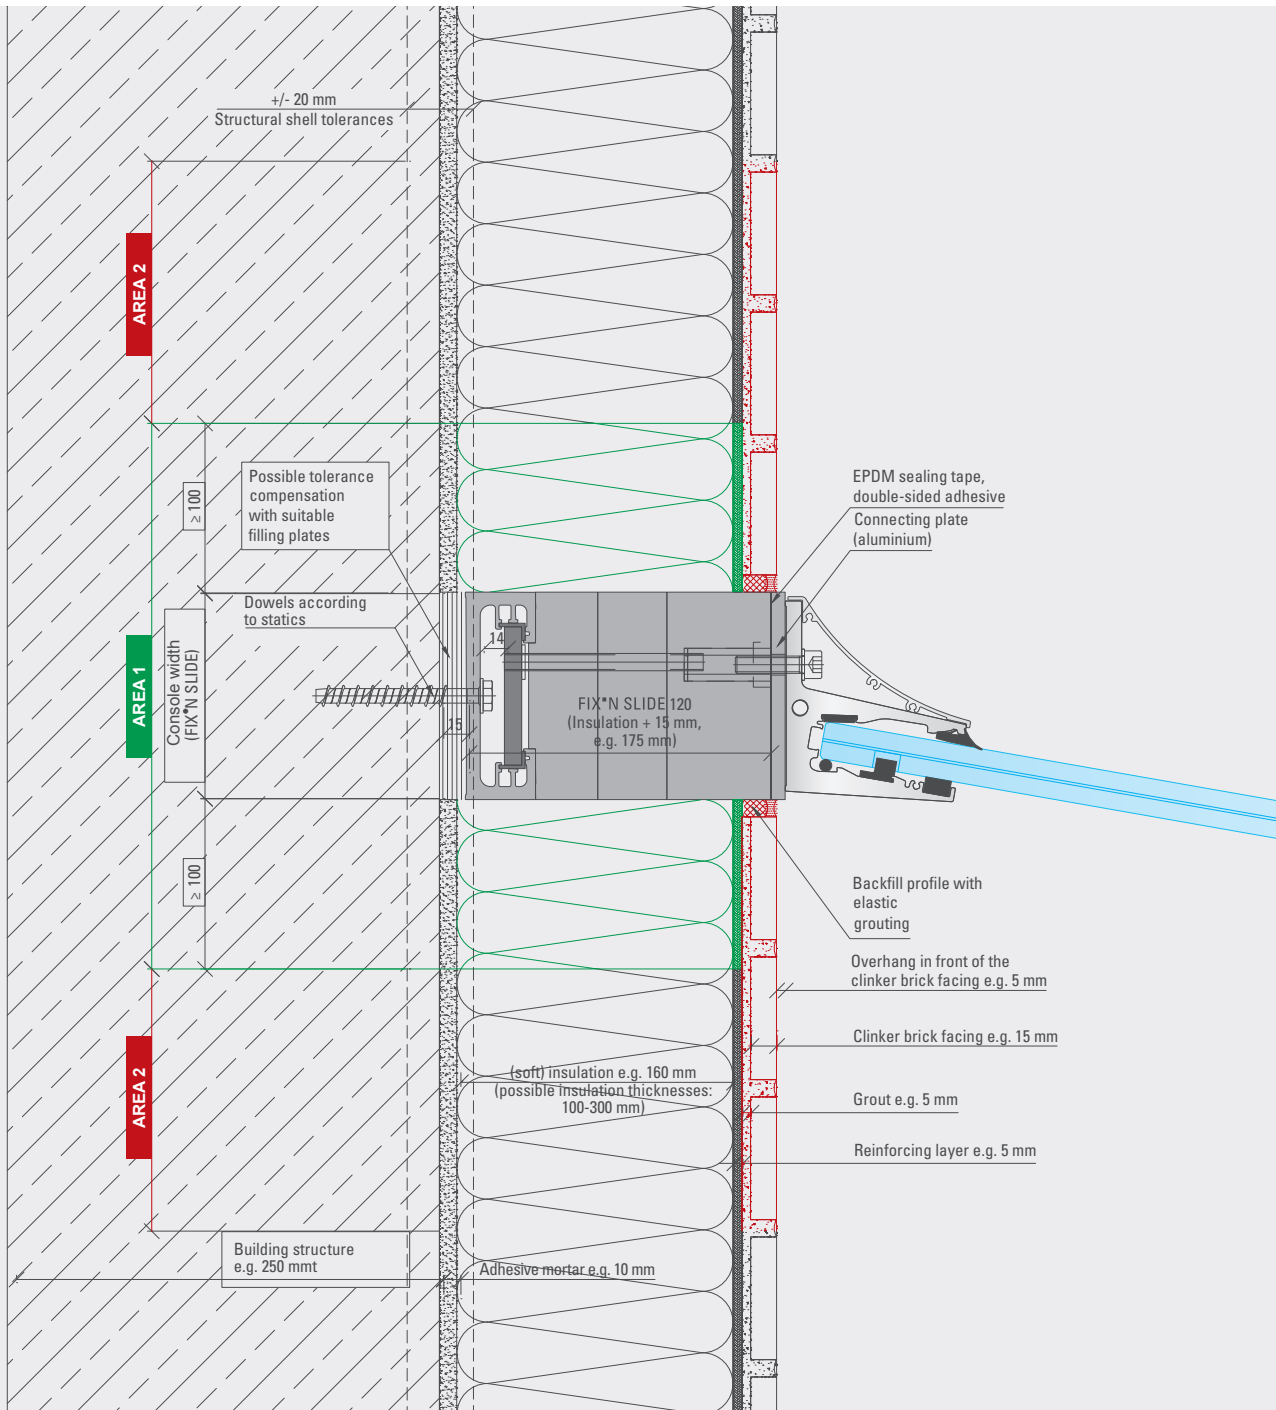 +/- 20 mm
Structural shell tolerances
AREA 2
Possible tolerance
compensation
with suitable
filling plates
≥ 100
EPDM sealing tape,
double-sided adhesive
Connecting plate
(aluminium)
Dowels according
to statics
14
AREA 1
Console width
(FIX*N SLIDE)
15
FIX*N SLIDE 120
(Insulation + 15 mm,
e.g. 175 mm)
≥ 100
Backfill profile with
elastic
grouting
Overhang in front of the
clinker brick facing e.g. 5 mm
Clinker brick facing e.g. 15 mm
AREA 2
(soft) insulation e.g. 160 mm
(possible insulation thicknesses:
100-300 mm)
Grout e.g. 5 mm
Reinforcing layer e.g. 5 mm
Building structure
e.g. 250 mmt
Adhesive mortar e.g. 10 mm